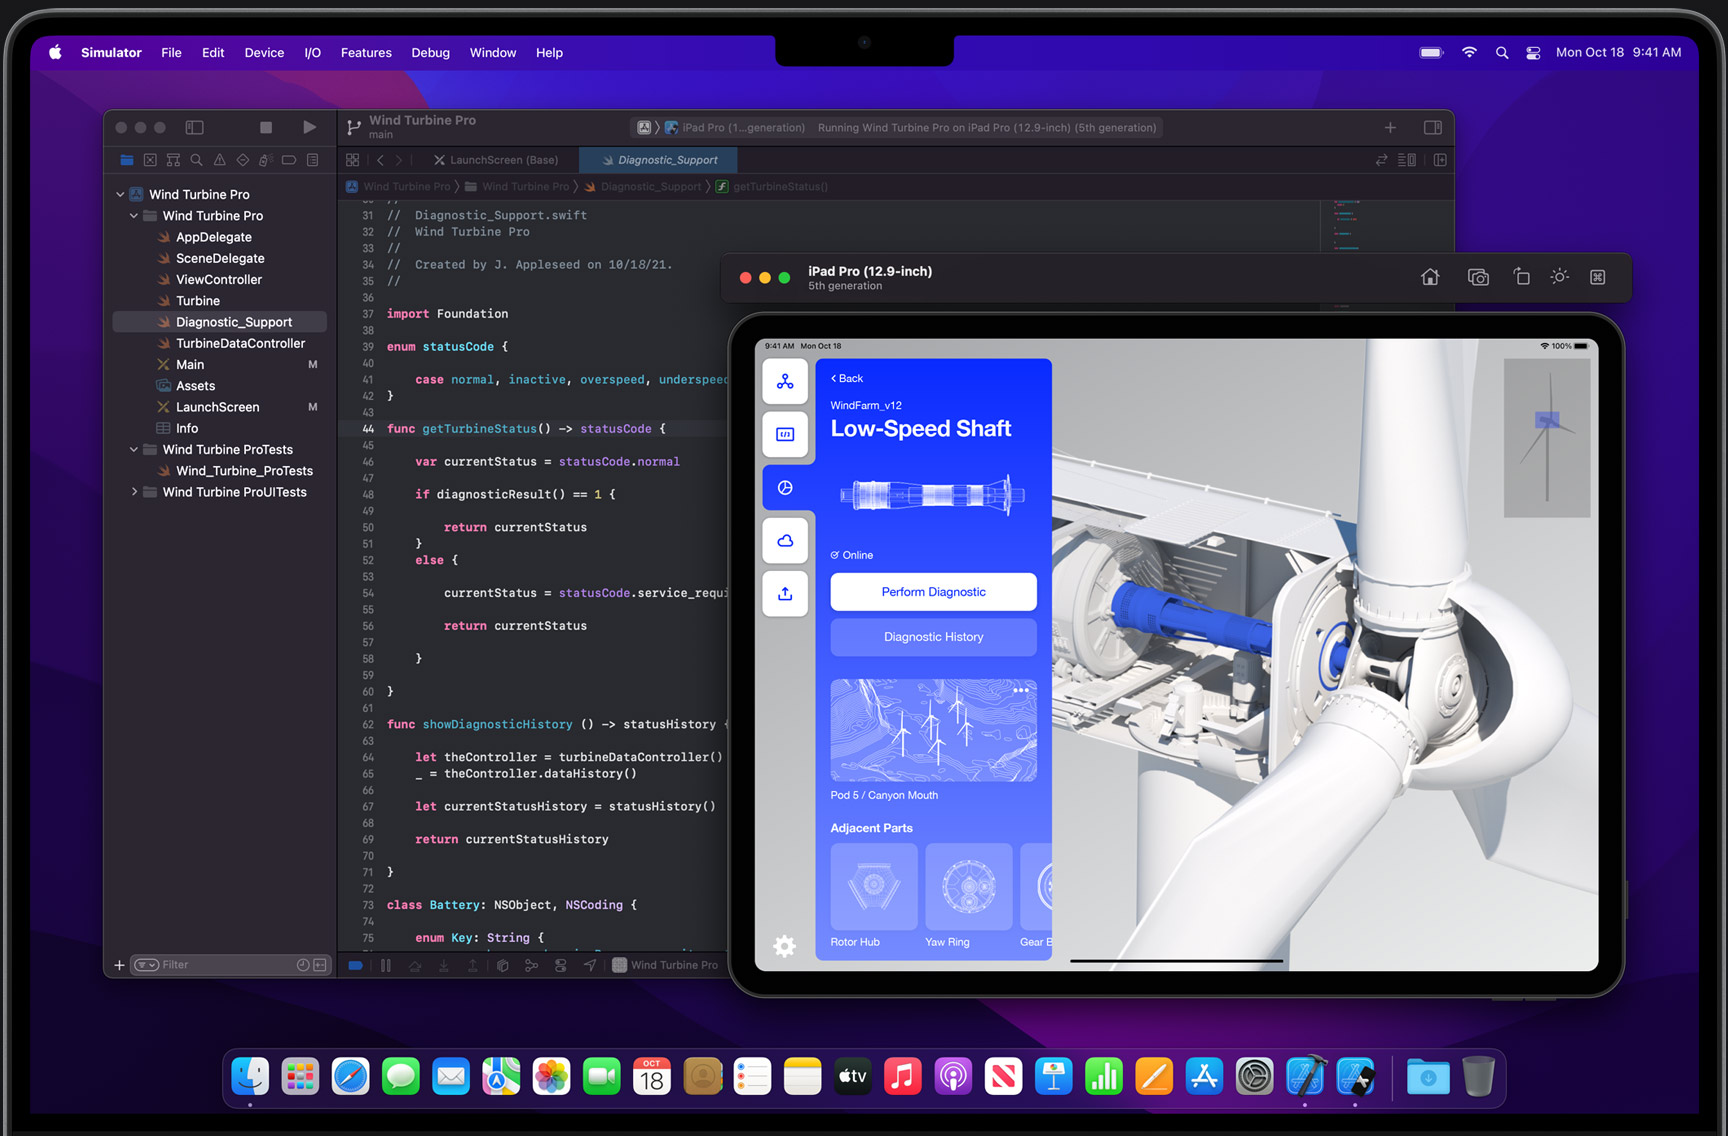 Simulator File Edit Device I/O Features Debug Window Help
Mon Oct 18 9:41 AM
Wind Turbine Pro
main
iPad Pro (1...generation) Running Wind Turbine Pro on iPad Pro (12.9-inch) (5th generation)
LaunchScreen (Base)
Diagnostic_Support
Wind Turbine Pro
Wind Turbine Pro
Diagnostic_Support
getTurbineStatus()
Wind Turbine Pro
Wind Turbine Pro
AppDelegate
SceneDelegate
ViewController
Turbine
Diagnostic_Support
TurbineDataController
Main M
Assets
LaunchScreen M
Info
Wind Turbine ProTests
Wind_Turbine_ProTests
Wind Turbine ProUITests
Filter
31 // Diagnostic_Support.swift
32 // Wind Turbine Pro
33 //
34 // Created by J. Appleseed on 10/18/21.
35 //
36
37 import Foundation
38
39 enum statusCode {
40
41 case normal, inactive, overspeed, underspeed
42 }
43
44 func getTurbineStatus() -> statusCode {
45
46 var currentStatus = statusCode.normal
47
48 if diagnosticResult() == 1 {
49
50 return currentStatus
51 }
52 else {
53
54 currentStatus = statusCode.service_requi
55
56 return currentStatus
57
58 }
59
60 }
61
62 func showDiagnosticHistory () -> statusHistory {
63
64 let theController = turbineDataController()
65 _ = theController.dataHistory()
66
67 let currentStatusHistory = statusHistory()
68
69 return currentStatusHistory
70
71 }
72
73 class Battery: NSObject, NSCoding {
74
75 enum Key: String {
Wind Turbine Pro
iPad Pro (12.9-inch)
5th generation
9:41 AM Mon Oct 18
100%
Back
WindFarm_v12
Low-Speed Shaft
Online
Perform Diagnostic
Diagnostic History
Pod 5 / Canyon Mouth
Adjacent Parts
Rotor Hub
Yaw Ring
Gear B
OCT
18
tv